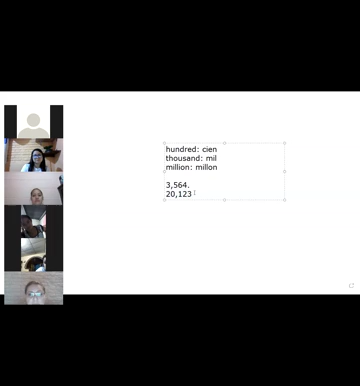 hundred: cien
thousand: mil
million: millon
3,564.
20,123